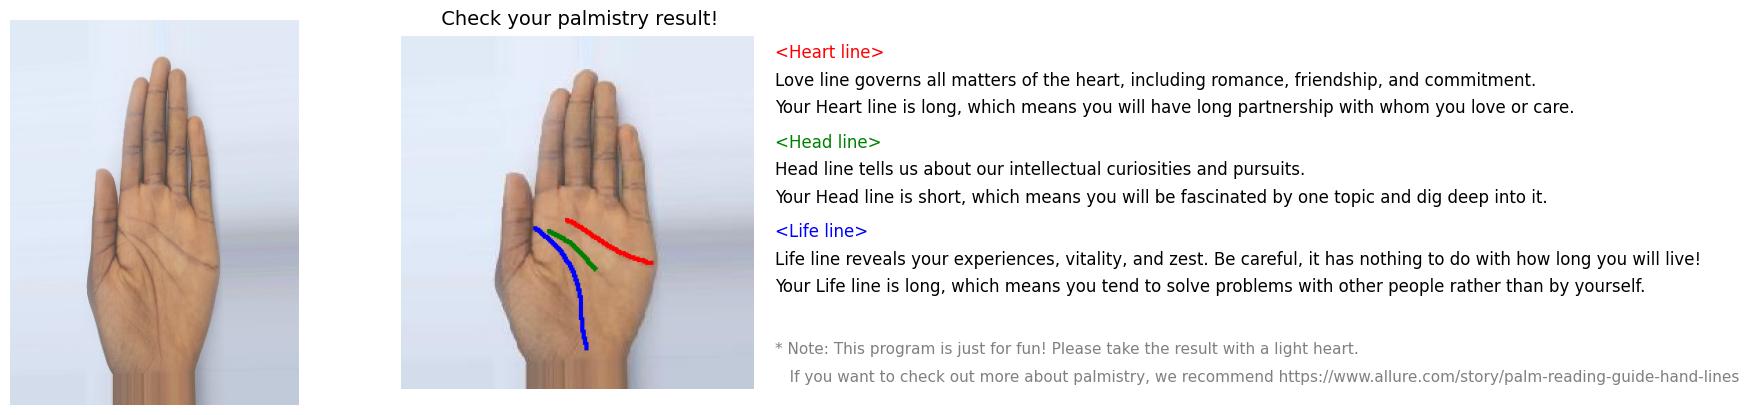 Check your palmistry result!
<Heart line>
Love line governs all matters of the heart, including romance, friendship, and commitment.
Your Heart line is long, which means you will have long partnership with whom you love or care.
<Head line>
Head line tells us about our intellectual curiosities and pursuits.
Your Head line is short, which means you will be fascinated by one topic and dig deep into it.
<Life line>
Life line reveals your experiences, vitality, and zest. Be careful, it has nothing to do with how long you will live!
Your Life line is long, which means you tend to solve problems with other people rather than by yourself.
* Note: This program is just for fun! Please take the result with a light heart.
If you want to check out more about palmistry, we recommend https://www.allure.com/story/palm-reading-guide-hand-lines